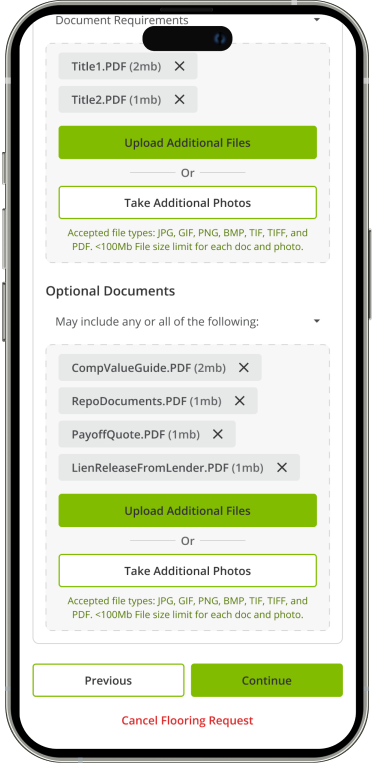 Document Requirements
Title1.PDF (2mb)
Title2.PDF (1mb)
Upload Additional Files
Or
Take Additional Photos
Accepted file types: JPG, GIF, PNG, BMP, TIF, TIFF, and
PDF. <100Mb File size limit for each doc and photo.
Optional Documents
May include any or all of the following:
CompValueGuide.PDF (2mb)
RepoDocuments.PDF (1mb)
PayoffQuote.PDF (1mb)
LienReleaseFromLender.PDF (1mb)
Upload Additional Files
Or
Take Additional Photos
Accepted file types: JPG, GIF, PNG, BMP, TIF, TIFF, and
PDF. <100Mb File size limit for each doc and photo.
Previous
Continue
Cancel Flooring Request